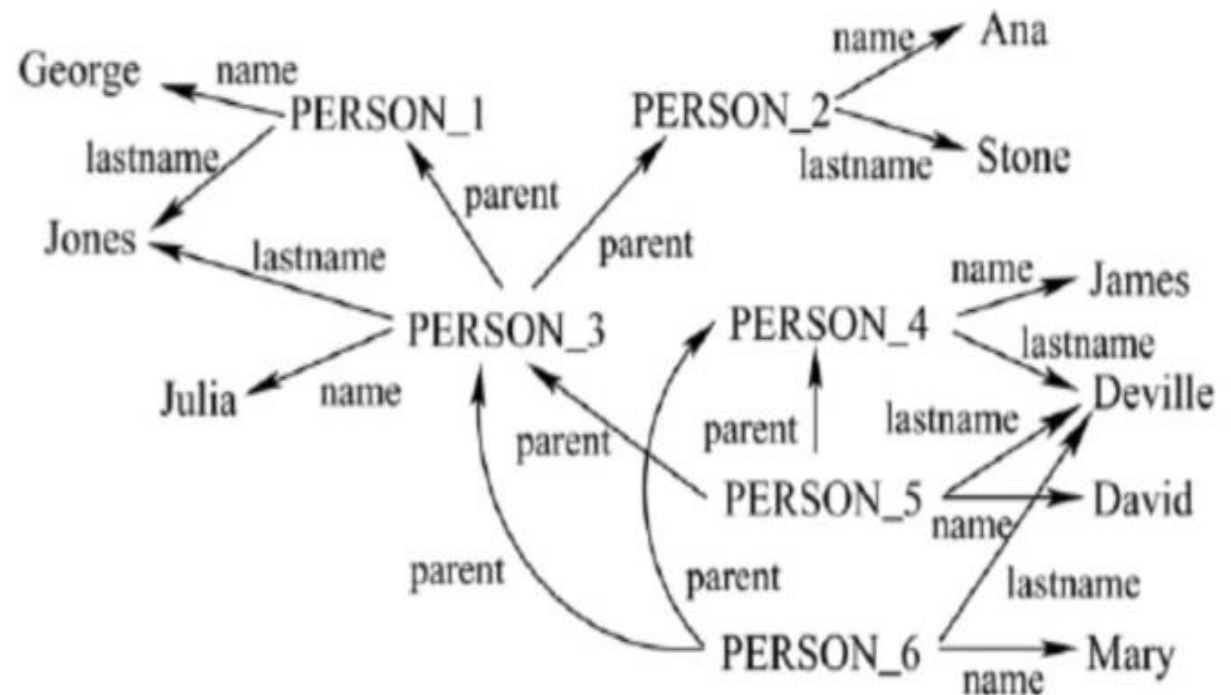 name Ana
George name
PERSON_1 PERSON_2
lastname lastname Stone
parent
Jones lastname parent
name James
PERSON_3 PERSON_4
lastname
Julia name Deville
parent parent lastname
PERSON_5 David
name
parent parent lastname
PERSON_6 Mary
name